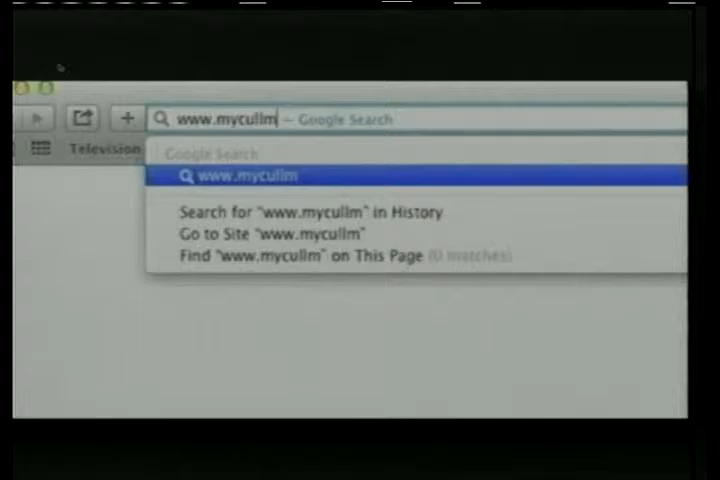 www.mycullm — Google Search
Television
Google Search
www.mycullm
Search for "www.mycullm" in History
Go to Site "www.mycullm"
Find "www.mycullm" on This Page (0 matches)